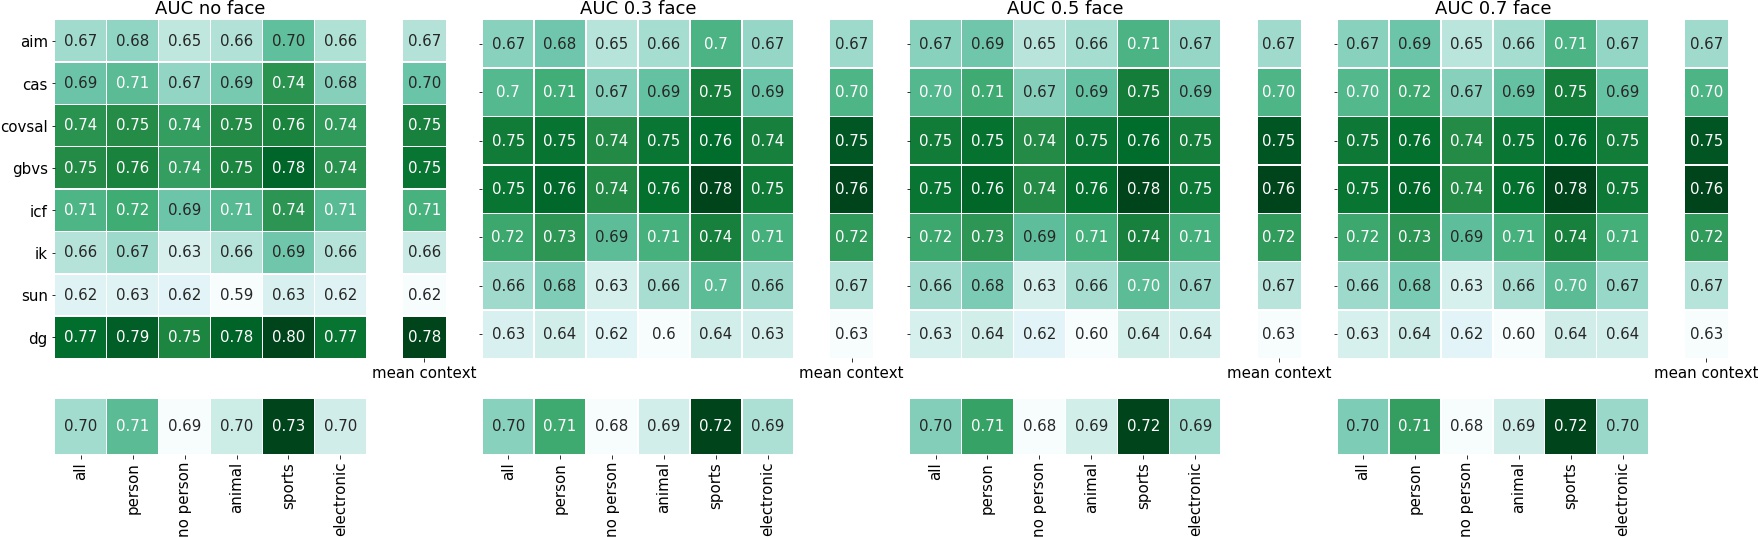 AUC no face AUC 0.3 face AUC 0.5 face AUC 0.7 face
aim 0.67 0.68 0.65 0.66 0.70 0.66 0.67 0.67 0.68 0.65 0.66 0.7 0.67 0.67 0.67 0.69 0.65 0.66 0.71 0.67 0.67 0.67 0.69 0.65 0.66 0.71 0.67 0.67
cas 0.69 0.71 0.67 0.69 0.74 0.68 0.70 0.7 0.71 0.67 0.69 0.75 0.69 0.70 0.70 0.71 0.67 0.69 0.75 0.69 0.70 0.70 0.72 0.67 0.69 0.75 0.69 0.70
covsal 0.74 0.75 0.74 0.75 0.76 0.74 0.75 0.75 0.75 0.74 0.75 0.76 0.74 0.75 0.75 0.75 0.74 0.75 0.76 0.75 0.75 0.75 0.76 0.74 0.75 0.76 0.75 0.75
gbvs 0.75 0.76 0.74 0.75 0.78 0.74 0.75 0.75 0.76 0.74 0.76 0.78 0.75 0.76 0.75 0.76 0.74 0.76 0.78 0.75 0.76 0.75 0.76 0.74 0.76 0.78 0.75 0.76
icf 0.71 0.72 0.69 0.71 0.74 0.71 0.71 0.72 0.73 0.69 0.71 0.74 0.71 0.72 0.72 0.73 0.69 0.71 0.74 0.71 0.72 0.72 0.73 0.69 0.71 0.74 0.71 0.72
ik 0.66 0.67 0.63 0.66 0.69 0.66 0.66 0.66 0.68 0.63 0.66 0.7 0.66 0.67 0.66 0.68 0.63 0.66 0.70 0.66 0.67 0.66 0.68 0.63 0.66 0.70 0.67 0.67
sun 0.62 0.63 0.62 0.59 0.63 0.62 0.62 0.63 0.64 0.62 0.6 0.64 0.63 0.63 0.63 0.64 0.62 0.60 0.64 0.64 0.63 0.63 0.64 0.62 0.60 0.64 0.64 0.63
dg 0.77 0.79 0.75 0.78 0.80 0.77 0.78
mean context mean context mean context mean context
0.70 0.71 0.69 0.70 0.73 0.70 0.70 0.71 0.68 0.69 0.72 0.69 0.70 0.71 0.68 0.69 0.72 0.69 0.70 0.71 0.68 0.69 0.72 0.70
all person no person animal sports electronic all person no person animal sports electronic all person no person animal sports electronic all person no person animal sports electronic